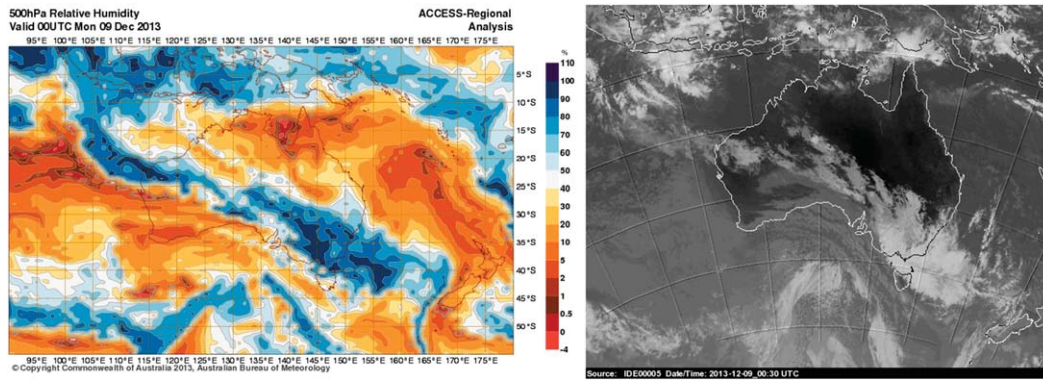 500hPa Relative Humidity
Valid 00UTC Mon 09 Dec 2013
ACCESS-Regional
Analysis
95°E 100°E 105°E 110°E 115°E 120°E 125°E 130°E 135°E 140°E 145°E 150°E 155°E 160°E 165°E 170°E 175°E
5°S
10°S
15°S
20°S
25°S
30°S
35°S
40°S
45°S
50°S
95°E 100°E 105°E 110°E 115°E 120°E 125°E 130°E 135°E 140°E 145°E 150°E 155°E 160°E 165°E 170°E 175°E
%
110
100
90
80
70
60
50
40
30
20
10
5
2
1
0.5
0
-4
© Copyright Commonwealth of Australia 2013, Australian Bureau of Meteorology
Source: IDE00005 Date/Time: 2013-12-09_00:30 UTC